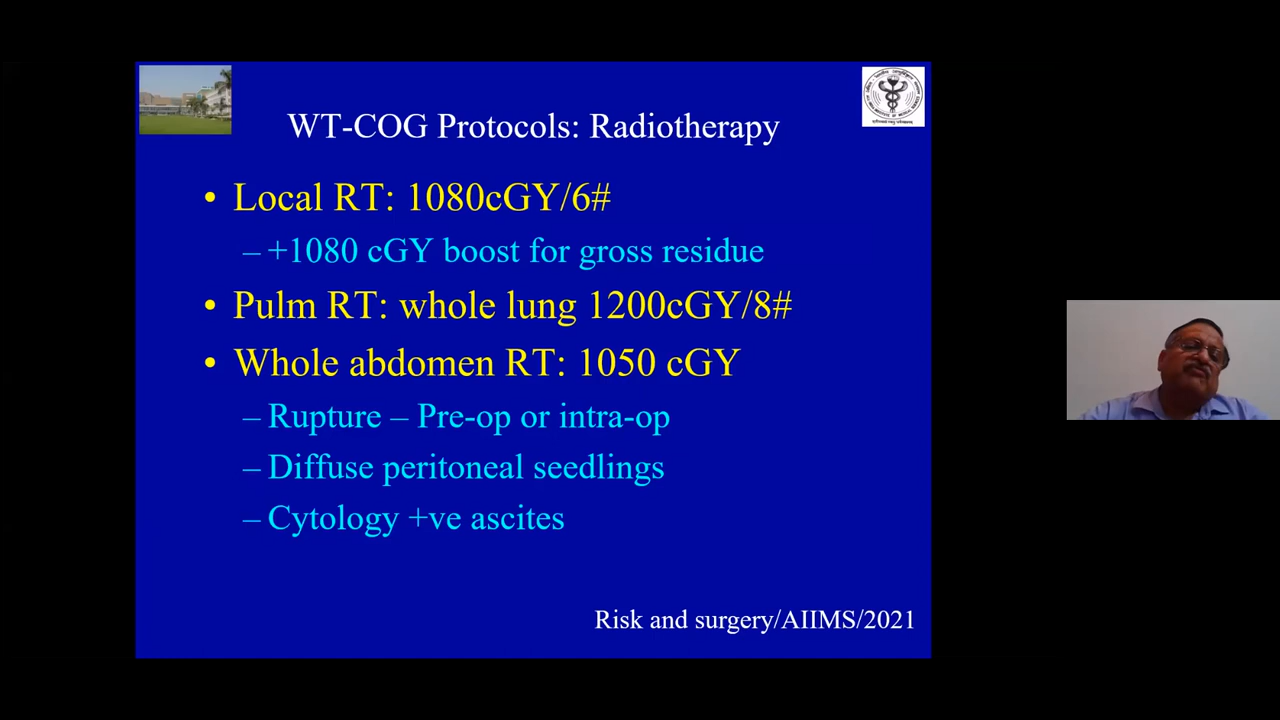 WT-COG Protocols: Radiotherapy
• Local RT: 1080cGY/6#
– +1080 cGY boost for gross residue
• Pulm RT: whole lung 1200cGY/8#
• Whole abdomen RT: 1050 cGY
– Rupture – Pre-op or intra-op
– Diffuse peritoneal seedlings
– Cytology +ve ascites
Risk and surgery/AIIMS/2021